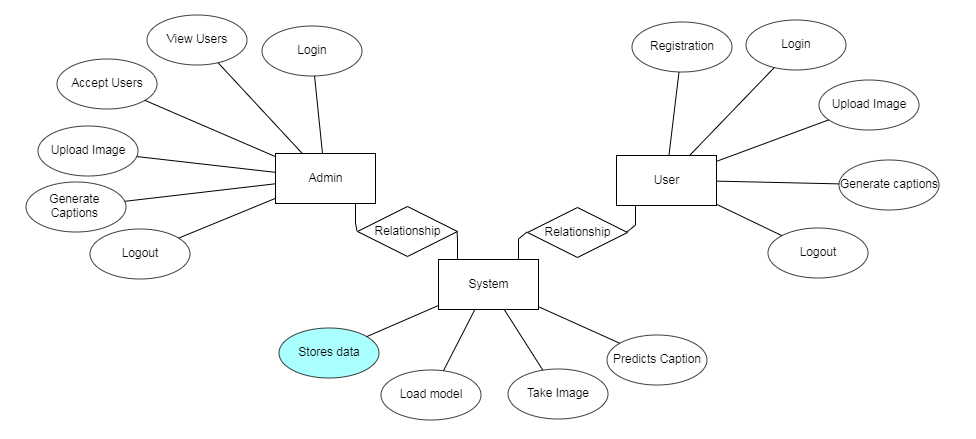 View Users
Login
Accept Users
Upload Image
Generate
Captions
Logout
Admin
Relationship
Registration
Login
Upload Image
Generate captions
Logout
User
Relationship
System
Stores data
Load model
Take Image
Predicts Caption